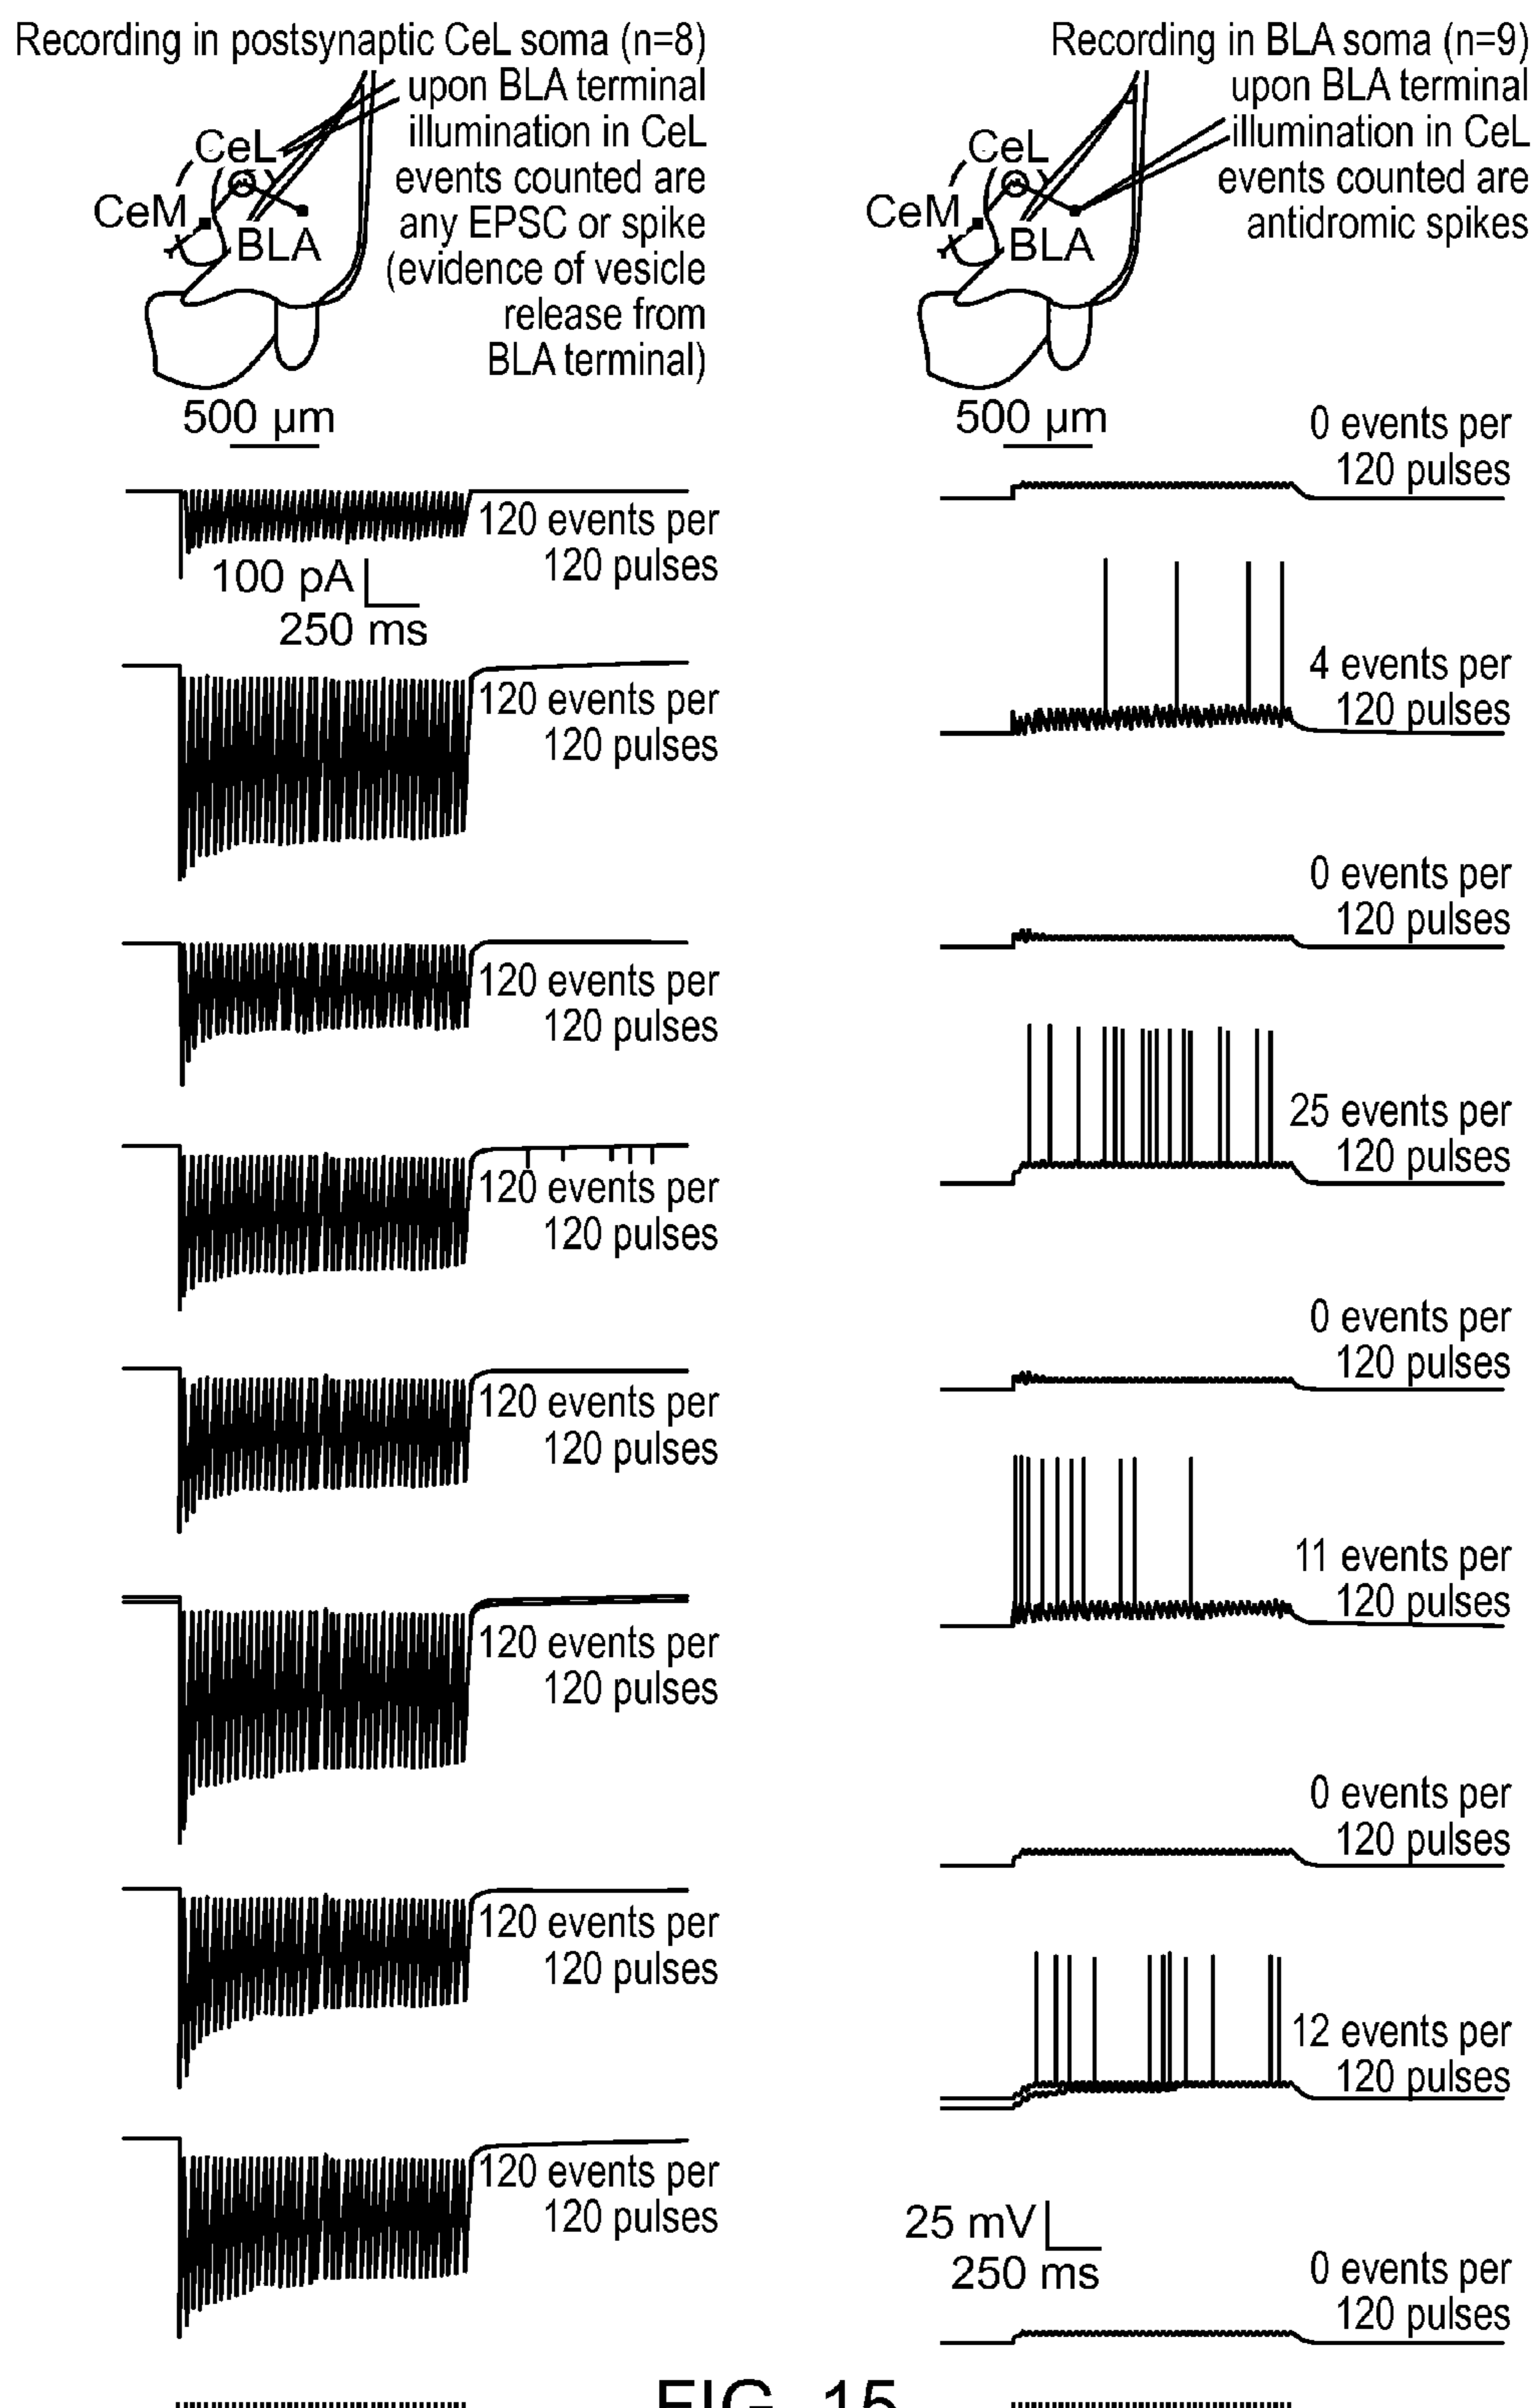 Recording in postsynaptic CeL soma (n=8)
upon BLA terminal
illumination in CeL
events counted are
any EPSC or spike
(evidence of vesicle
release from
BLA terminal)
CeL
CeM
BLA
500 µm
120 events per
120 pulses
100 pA
250 ms
120 events per
120 pulses
120 events per
120 pulses
120 events per
120 pulses
120 events per
120 pulses
120 events per
120 pulses
120 events per
120 pulses
120 events per
120 pulses
Recording in BLA soma (n=9)
upon BLA terminal
illumination in CeL
events counted are
antidromic spikes
CeL
CeM
BLA
500 µm
0 events per
120 pulses
4 events per
120 pulses
0 events per
120 pulses
25 events per
120 pulses
0 events per
120 pulses
11 events per
120 pulses
0 events per
120 pulses
12 events per
120 pulses
25 mV
250 ms
0 events per
120 pulses
FIG. 15